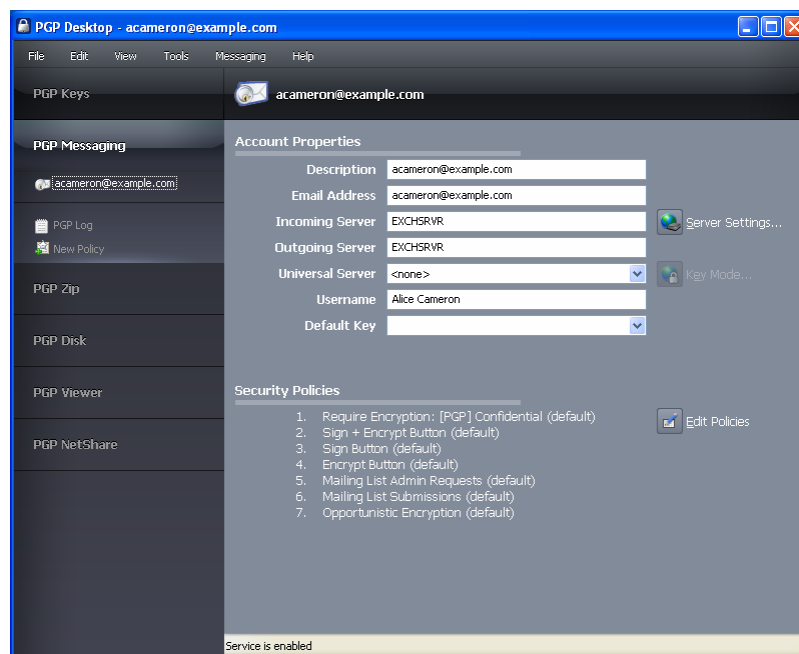 PGP Desktop - acameron@example.com
File Edit View Tools Messaging Help
PGP Keys
acameron@example.com
PGP Messaging
acameron@example.com
PGP Log
New Policy
PGP Zip
PGP Disk
PGP Viewer
PGP NetShare
Account Properties
Description acameron@example.com
Email Address acameron@example.com
Incoming Server EXCHSRVR
Server Settings...
Outgoing Server EXCHSRVR
Universal Server <none>
Key Mode...
Username Alice Cameron
Default Key
Security Policies
1. Require Encryption: [PGP] Confidential (default)
2. Sign + Encrypt Button (default)
3. Sign Button (default)
4. Encrypt Button (default)
5. Mailing List Admin Requests (default)
6. Mailing List Submissions (default)
7. Opportunistic Encryption (default)
Edit Policies
Service is enabled